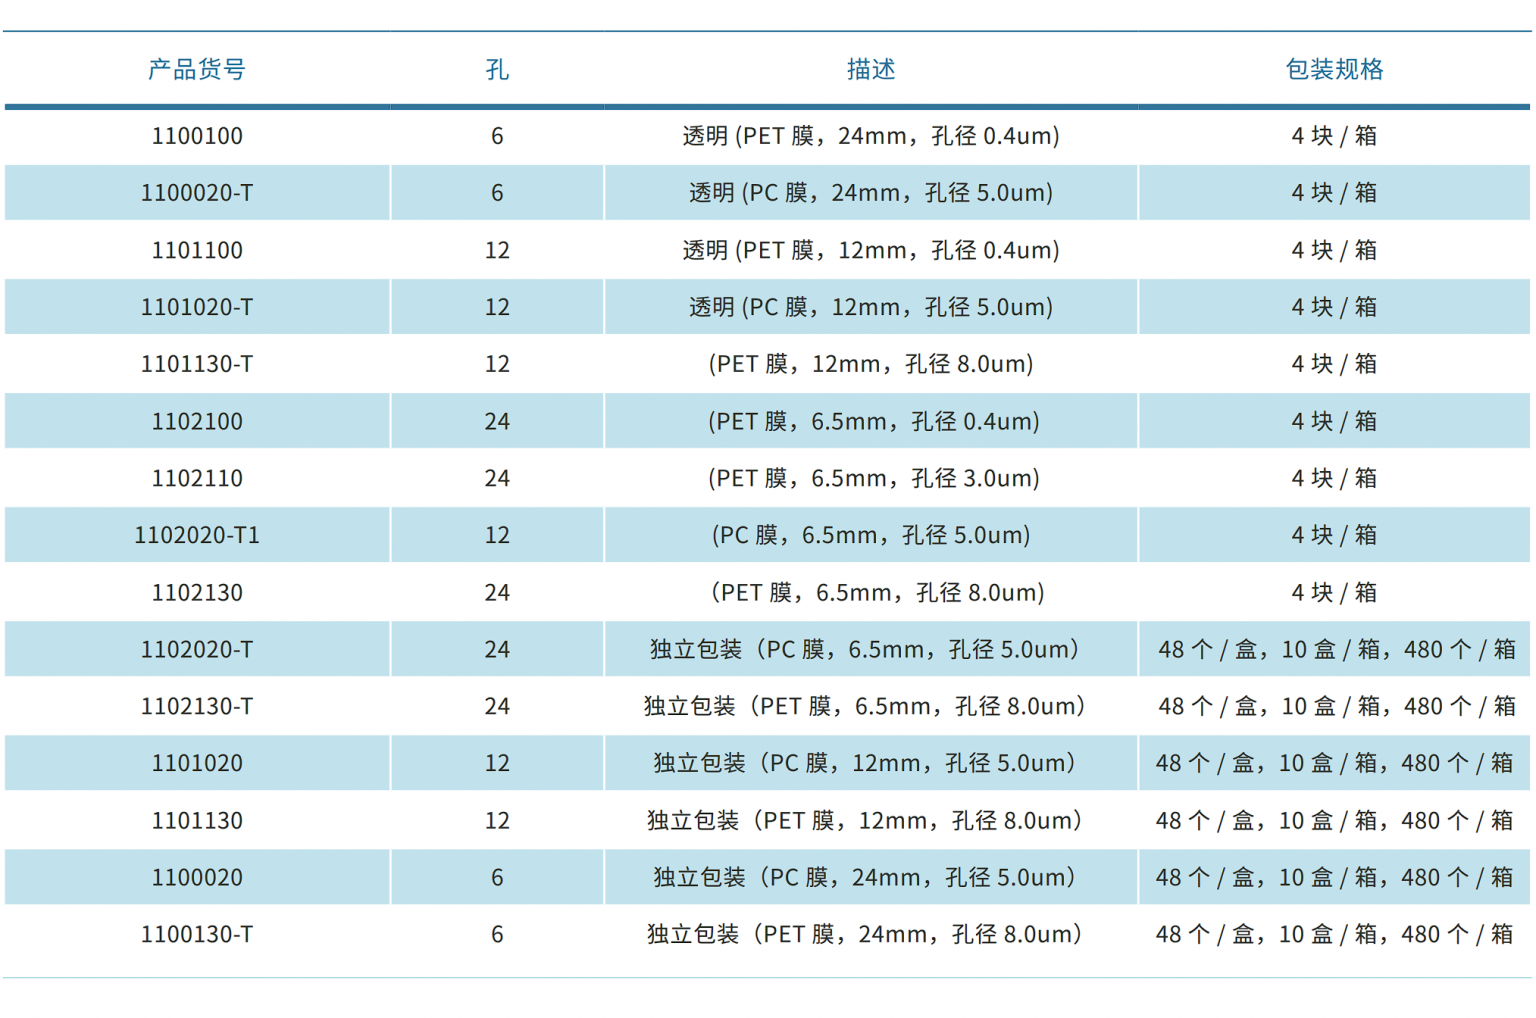 产品货号 孔 描述 包装规格
1100100 6 透明 (PET 膜，24mm，孔径 0.4um) 4 块 / 箱
1100020-T 6 透明 (PC 膜，24mm，孔径 5.0um) 4 块 / 箱
1101100 12 透明 (PET 膜，12mm，孔径 0.4um) 4 块 / 箱
1101020-T 12 透明 (PC 膜，12mm，孔径 5.0um) 4 块 / 箱
1101130-T 12 (PET 膜，12mm，孔径 8.0um) 4 块 / 箱
1102100 24 (PET 膜，6.5mm，孔径 0.4um) 4 块 / 箱
1102110 24 (PET 膜，6.5mm，孔径 3.0um) 4 块 / 箱
1102020-T1 12 (PC 膜，6.5mm，孔径 5.0um) 4 块 / 箱
1102130 24 （PET 膜，6.5mm，孔径 8.0um) 4 块 / 箱
1102020-T 24 独立包装（PC 膜，6.5mm，孔径 5.0um） 48 个 / 盒，10 盒 / 箱，480 个 / 箱
1102130-T 24 独立包装（PET 膜，6.5mm，孔径 8.0um） 48 个 / 盒，10 盒 / 箱，480 个 / 箱
1101020 12 独立包装（PC 膜，12mm，孔径 5.0um） 48 个 / 盒，10 盒 / 箱，480 个 / 箱
1101130 12 独立包装（PET 膜，12mm，孔径 8.0um） 48 个 / 盒，10 盒 / 箱，480 个 / 箱
1100020 6 独立包装（PC 膜，24mm，孔径 5.0um） 48 个 / 盒，10 盒 / 箱，480 个 / 箱
1100130-T 6 独立包装（PET 膜，24mm，孔径 8.0um） 48 个 / 盒，10 盒 / 箱，480 个 / 箱